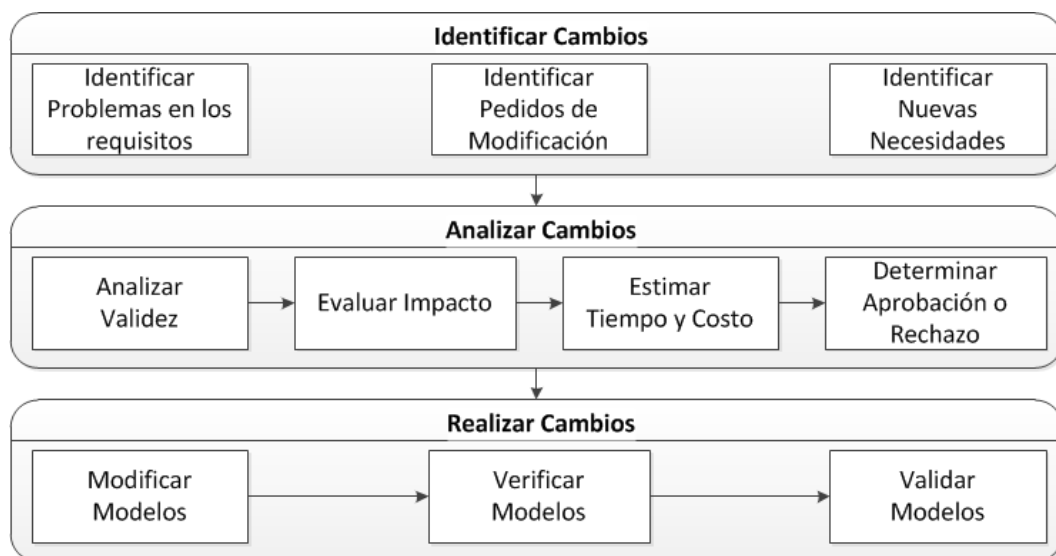 Identificar Cambios
Identificar
Problemas en los
requisitos
Identificar
Pedidos de
Modificación
Identificar
Nuevas
Necesidades
Analizar Cambios
Analizar
Validez
Evaluar Impacto
Estimar
Tiempo y Costo
Determinar
Aprobación o
Rechazo
Realizar Cambios
Modificar
Modelos
Verificar
Modelos
Validar
Modelos